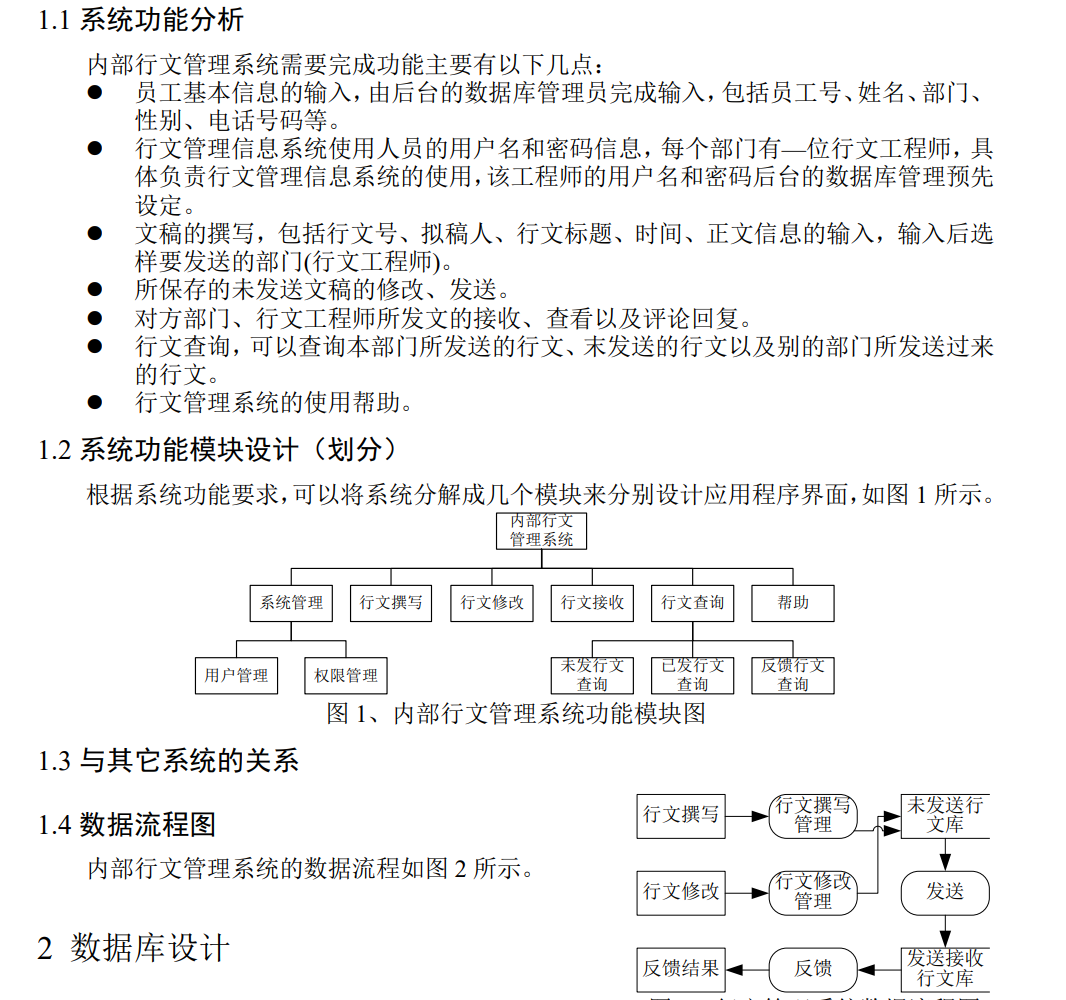 1.1 系统功能分析
内部行文管理系统需要完成功能主要有以下几点：
● 员工基本信息的输入，由后台的数据库管理员完成输入，包括员工号、姓名、部门、
性别、电话号码等。
● 行文管理信息系统使用人员的用户名和密码信息，每个部门有—位行文工程师，具
体负责行文管理信息系统的使用，该工程师的用户名和密码后台的数据库管理预先
设定。
● 文稿的撰写，包括行文号、拟稿人、行文标题、时间、正文信息的输入，输入后选
样要发送的部门(行文工程师)。
● 所保存的未发送文稿的修改、发送。
● 对方部门、行文工程师所发文的接收、查看以及评论回复。
● 行文查询，可以查询本部门所发送的行文、末发送的行文以及别的部门所发送过来
的行文。
● 行文管理系统的使用帮助。
1.2 系统功能模块设计（划分）
根据系统功能要求，可以将系统分解成几个模块来分别设计应用程序界面，如图 1 所示。
内部行文
管理系统
系统管理 行文撰写 行文修改 行文接收 行文查询 帮助
用户管理 权限管理
未发行文
查询
已发行文
查询
反馈行文
查询
图 1、内部行文管理系统功能模块图
1.3 与其它系统的关系
1.4 数据流程图
内部行文管理系统的数据流程如图 2 所示。
行文撰写
行文撰写
管理
未发送行
文库
行文修改
行文修改
管理
发送
反馈结果
反馈
发送接收
行文库
2 数据库设计